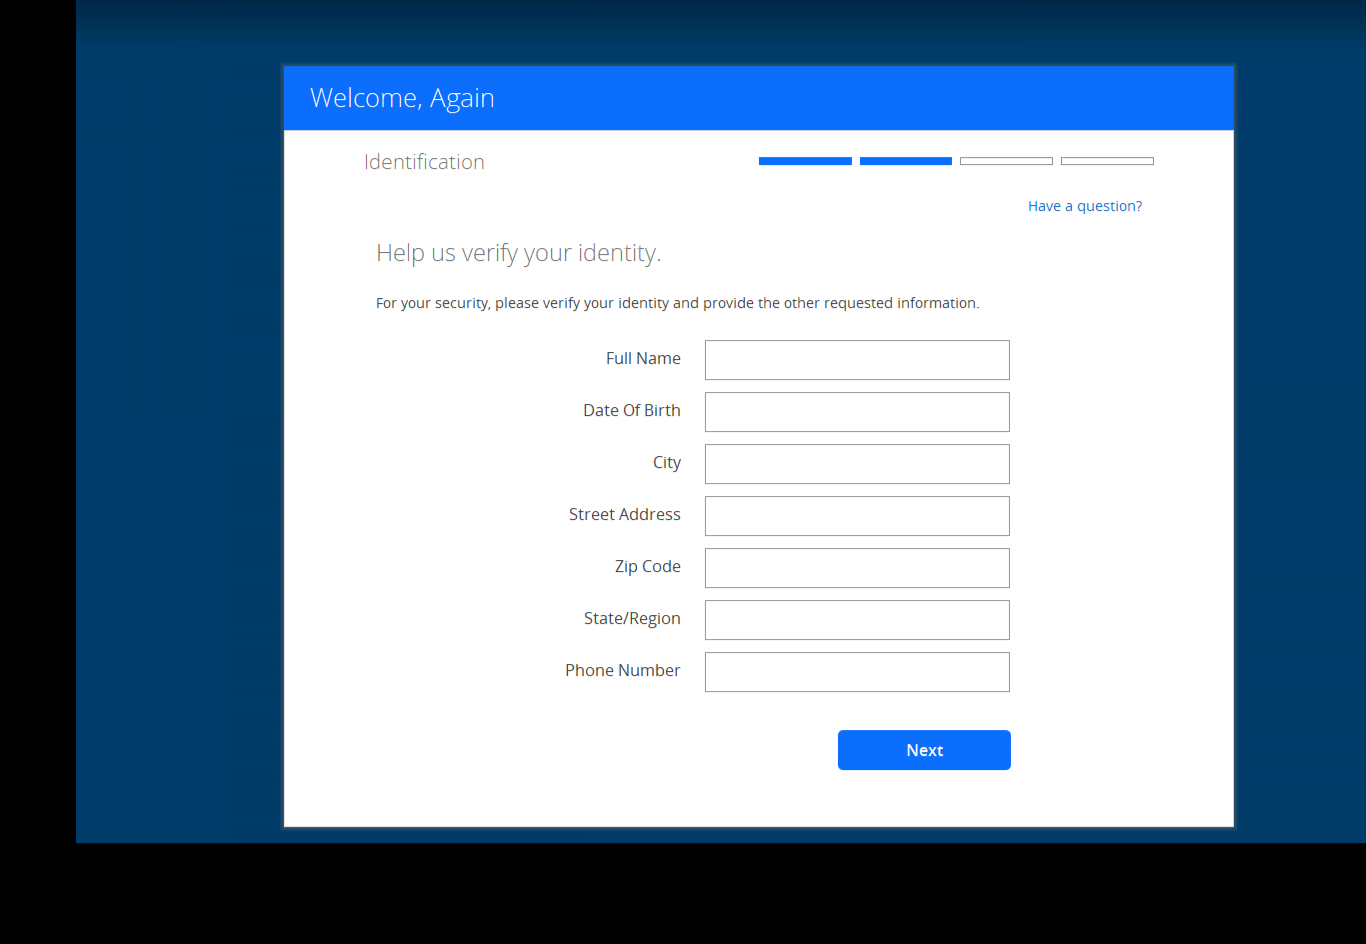 Welcome, Again
Identification
Have a question?
Help us verify your identity.
For your security, please verify your identity and provide the other requested information.
Full Name
Date Of Birth
City
Street Address
Zip Code
State/Region
Phone Number
Next